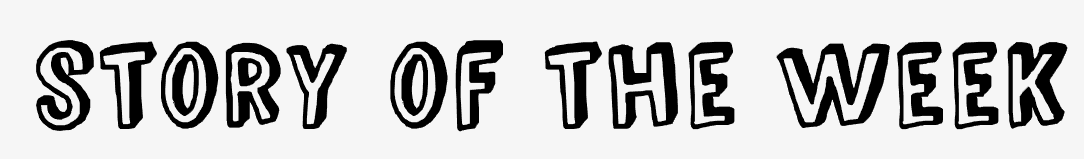 STORY OF THE WEEK